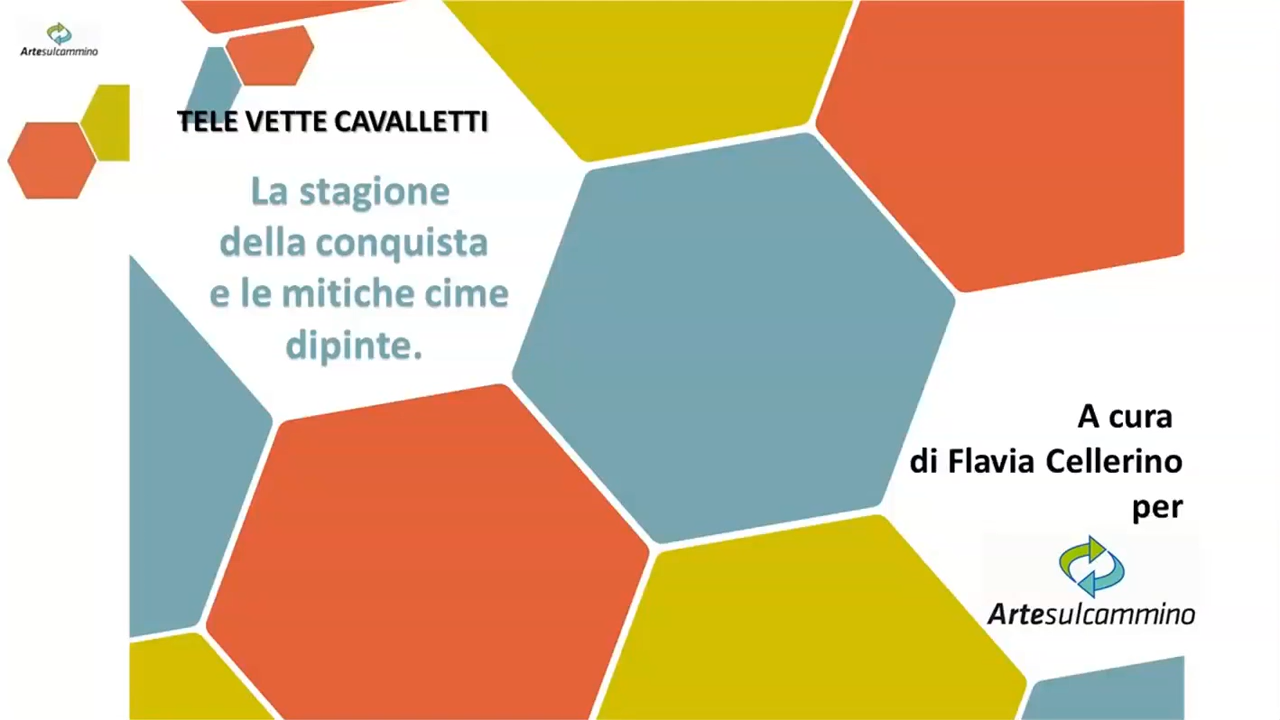 Artesulcammino
TELE VETTE CAVALLETTI
La stagione
della conquista
e le mitiche cime
dipinte.
A cura
di Flavia Cellerino
per
Artesulcammino